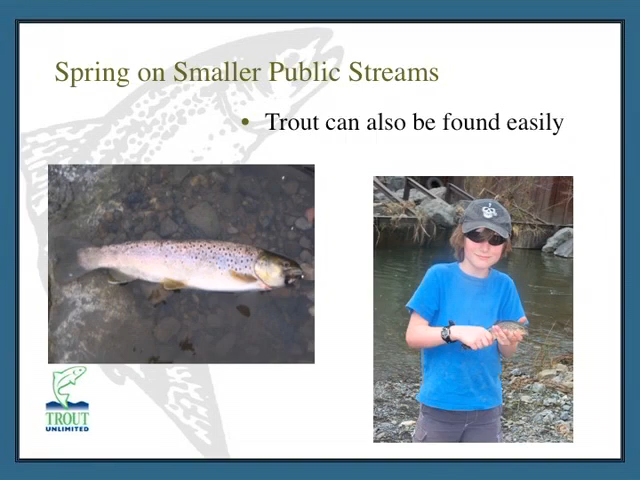 Spring on Smaller Public Streams
• Trout can also be found easily
TROUT
UNLIMITED